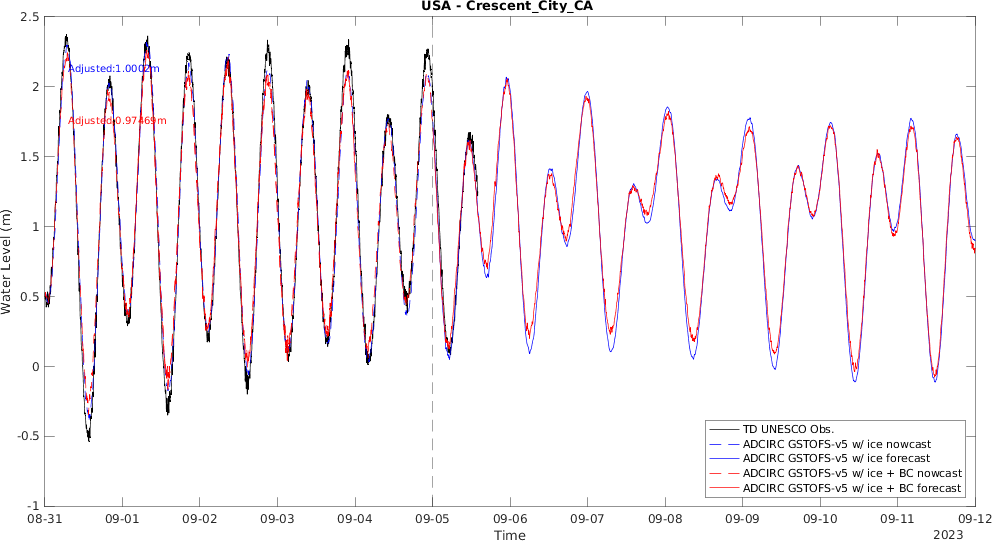 USA - Crescent_City_CA
2.5
2
1.5
1
0.5
0
-0.5
-1
Water Level (m)
Adjusted:1.0002m
Adjusted:0.97469m
TD UNESCO Obs.
ADCIRC GSTOFS-v5 w/ ice nowcast
ADCIRC GSTOFS-v5 w/ ice forecast
ADCIRC GSTOFS-v5 w/ ice + BC nowcast
ADCIRC GSTOFS-v5 w/ ice + BC forecast
08-31 09-01 09-02 09-03 09-04 09-05 09-06 09-07 09-08 09-09 09-10 09-11 09-12
Time
2023